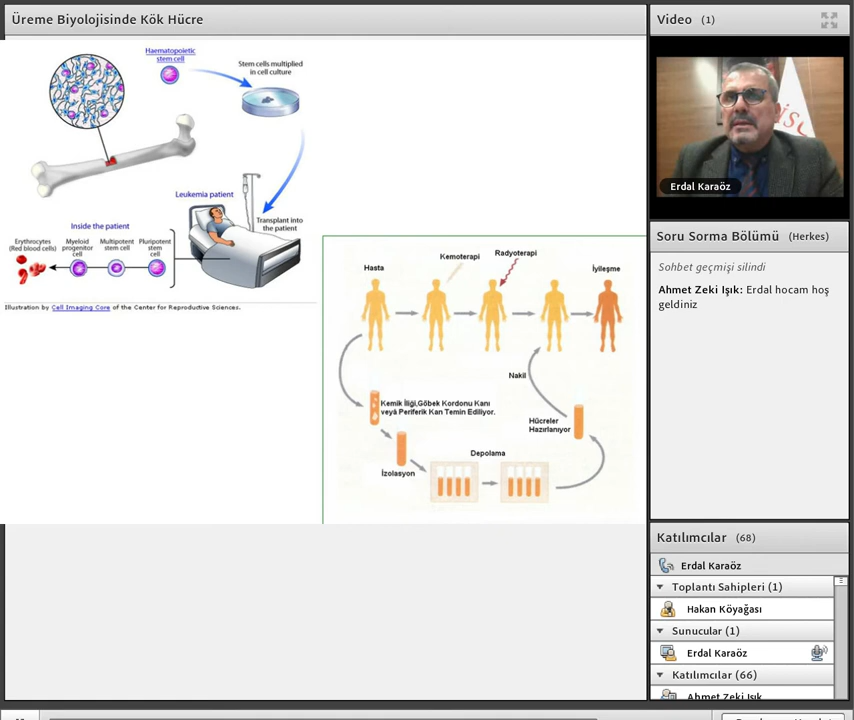 Üreme Biyolojisinde Kök Hücre
Haematopoietic
stem cell
Stem cells multiplied
in cell culture
Leukemia patient
Transplant into
the patient
Inside the patient
Erythrocytes
(Red blood cells)
Myeloid
progenitor
cell
Multipotent
stem cell
Pluripotent
stem
cell
Illustration by Cell Imaging Core of the Center for Reproductive Sciences.
Hasta
Kemoterapi
Radyoterapi
İyileşme
Nakil
Kemik İliği,Göbek Kordonu Kanı
veya Periferik Kan Temin Ediliyor.
Hücreler
Hazırlanıyor
Depolama
İzolasyon
Video (1)
Erdal Karaöz
Soru Sorma Bölümü (Herkes)
Sohbet geçmişi silindi
Ahmet Zeki Işık: Erdal hocam hoş
geldiniz
Katılımcılar (68)
Erdal Karaöz
Toplantı Sahipleri (1)
Hakan Köyağası
Sunucular (1)
Erdal Karaöz
Katılımcılar (66)
Ahmet Zeki Işık